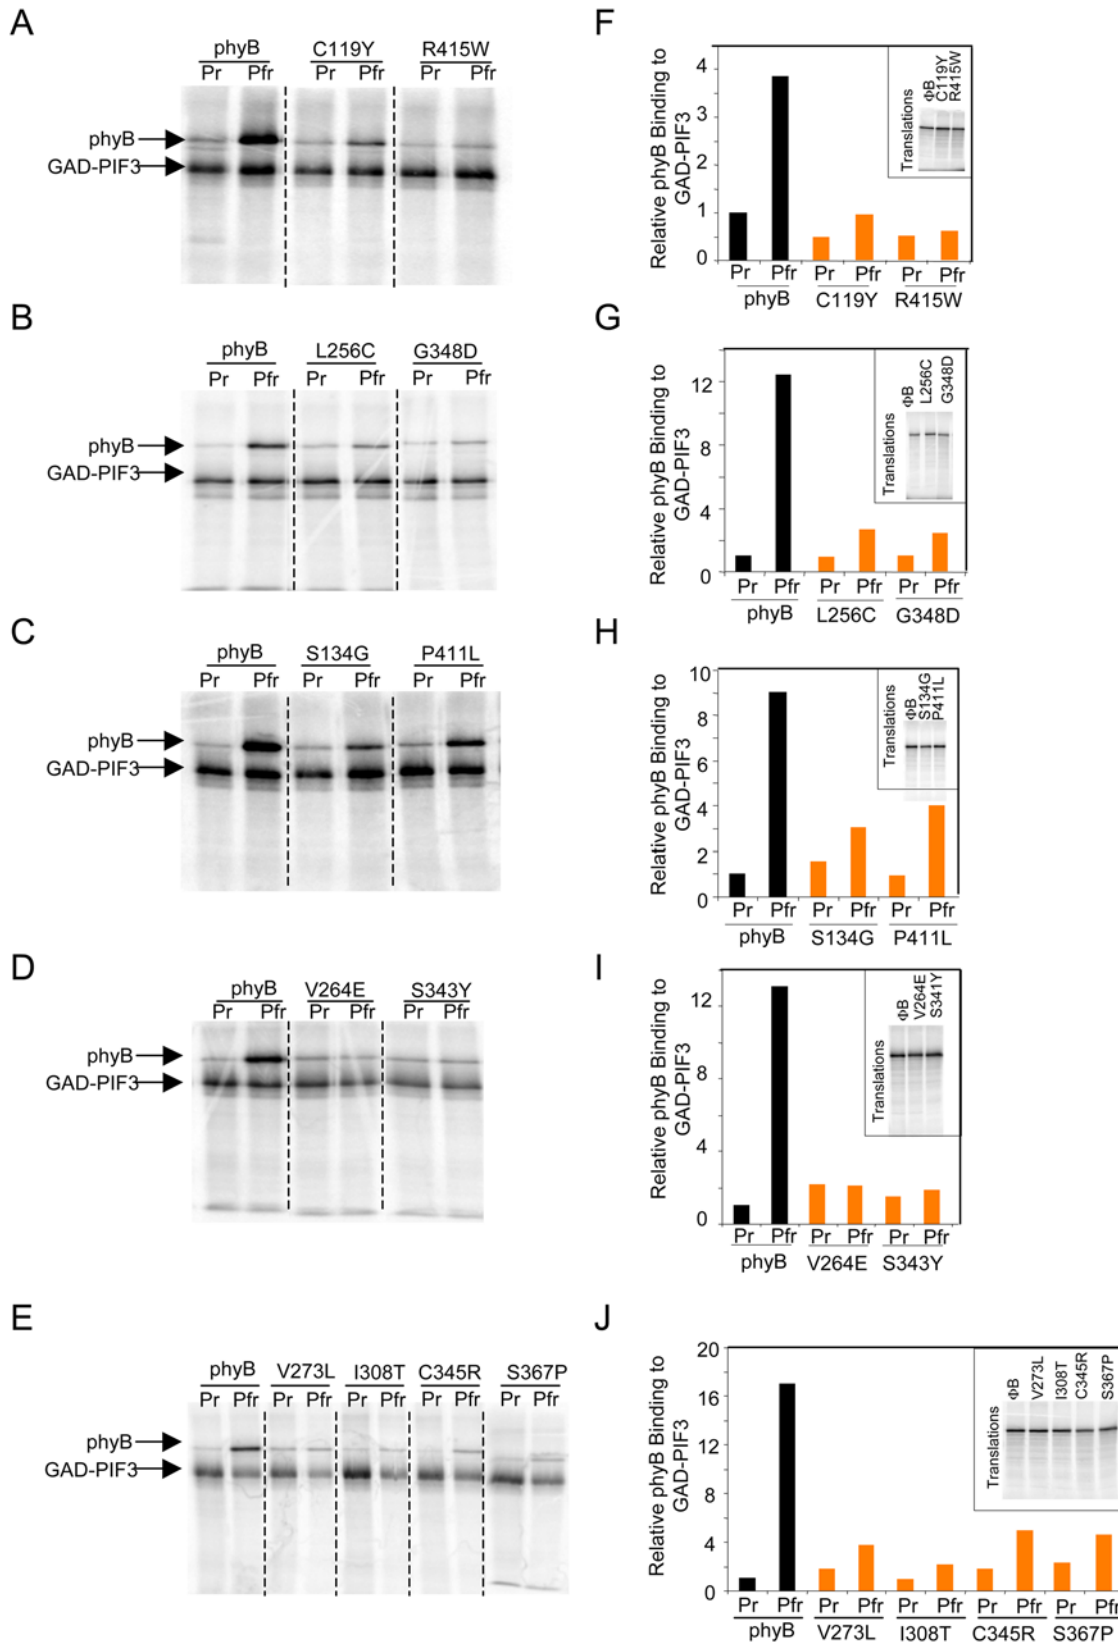 A
phyB C119Y R415W
Pr Pfr Pr Pfr Pr Pfr
phyB
GAD-PIF3
F
Relative phyB Binding to
GAD-PIF3
4
3
2
1
0
Translations
ΦB
C119Y
R415W
Pr Pfr Pr Pfr Pr Pfr
phyB C119Y R415W
B
phyB L256C G348D
Pr Pfr Pr Pfr Pr Pfr
phyB
GAD-PIF3
G
Relative phyB Binding to
GAD-PIF3
12
8
4
0
Translations
ΦB
L256C
G348D
Pr Pfr Pr Pfr Pr Pfr
phyB L256C G348D
C
phyB S134G P411L
Pr Pfr Pr Pfr Pr Pfr
phyB
GAD-PIF3
H
Relative phyB Binding to
GAD-PIF3
10
8
6
4
2
0
Translations
ΦB
S134G
P411L
Pr Pfr Pr Pfr Pr Pfr
phyB S134G P411L
D
phyB V264E S343Y
Pr Pfr Pr Pfr Pr Pfr
phyB
GAD-PIF3
I
Relative phyB Binding to
GAD-PIF3
12
8
4
0
Translations
ΦB
V264E
S341Y
Pr Pfr Pr Pfr Pr Pfr
phyB V264E S343Y
E
phyB V273L I308T C345R S367P
Pr Pfr Pr Pfr Pr Pfr Pr Pfr Pr Pfr
phyB
GAD-PIF3
J
Relative phyB Binding to
GAD-PIF3
20
16
12
8
4
0
Translations
ΦB
V273L
I308T
C345R
S367P
Pr Pfr Pr Pfr Pr Pfr Pr Pfr Pr Pfr
phyB V273L I308T C345R S367P